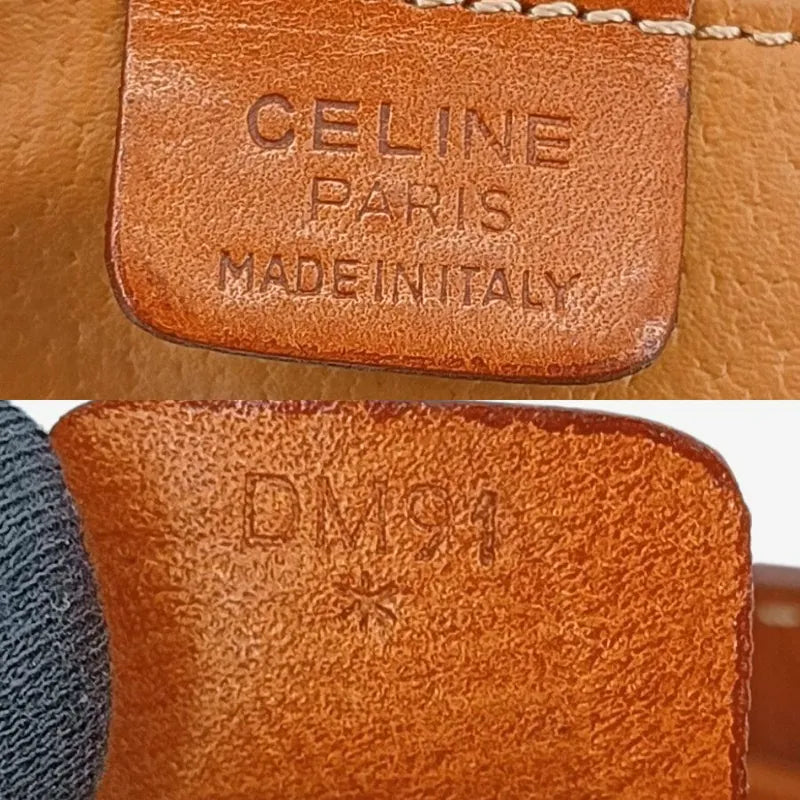 CELINE
PARIS
MADE IN ITALY
DM91
*